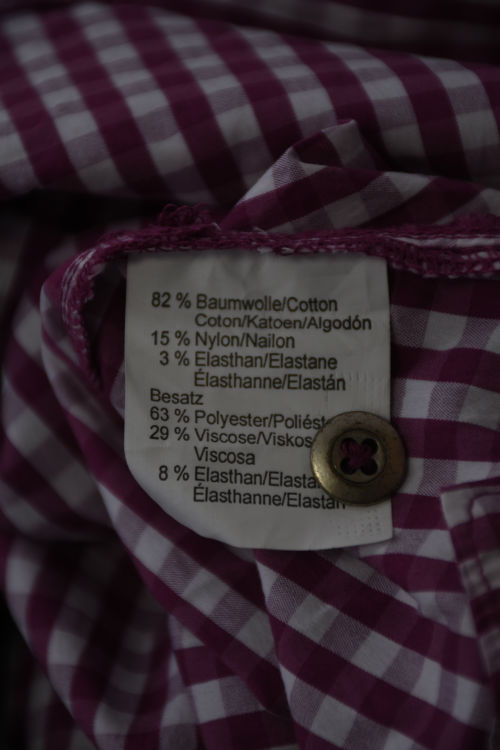 82 % Baumwolle/Cotton
Coton/Katoen/Algodón
15 % Nylon/Nailon
3 % Elasthan/Elastane
Élasthanne/Elastán
Besatz
63 % Polyester/Poliést
29 % Viscose/Viskos
Viscosa
8 % Elasthan/Elasta
Élasthanne/Elastán